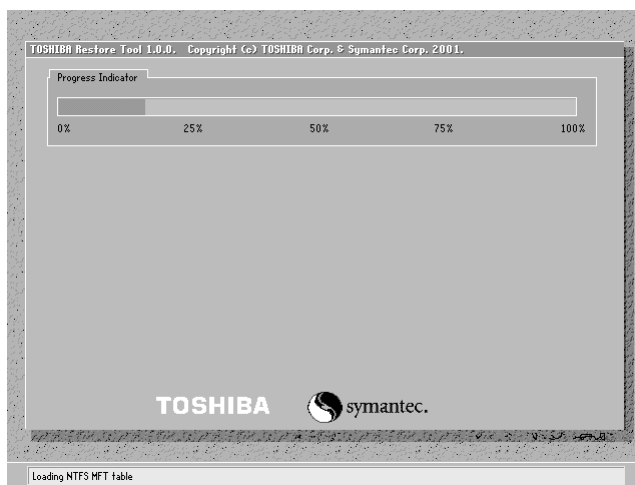 TOSHIBA Restore Tool 1.0.0. Copyright (c) TOSHIBA Corp. & Symantec Corp. 2001.
Progress Indicator
0% 25% 50% 75% 100%
TOSHIBA symantec.
Loading NTFS MFT table